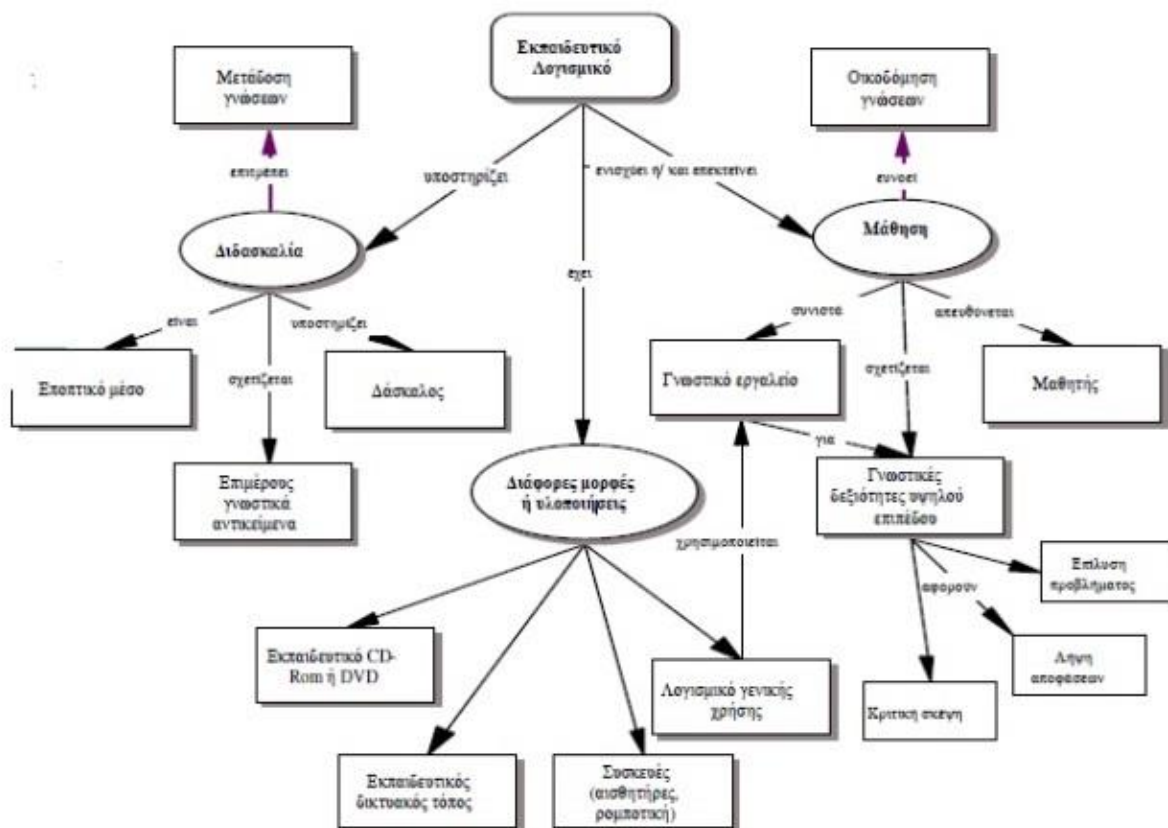 Εκπαιδευτικό
Λογισμικό
Μετάδοση
γνώσεων
Οικοδόμηση
γνώσεων
επιτρέπει
υποστηρίζει
ενισχύει ή/ και επεκτείνει
ευνοεί
Διδασκαλία
Μάθηση
έχει
είναι
υποστηρίζει
συνιστά
απευθύνεται
Εποπτικό μέσο
σχετίζεται
Δάσκαλος
Γνωστικό εργαλείο
σχετίζεται
Μαθητής
για
Επιμέρους
γνωστικά
αντικείμενα
Διάφορες μορφές
ή υλοποιήσεις
Γνωστικές
δεξιότητες υψηλού
επιπέδου
χρησιμοποιείται
Επίλυση
προβλήματος
αφορούν
Εκπαιδευτικό CD-
Rom ή DVD
Λογισμικό γενικής
χρήσης
Λήψη
αποφάσεων
Κριτική σκέψη
Εκπαιδευτικός
δικτυακός τόπος
Συσκευές
(αισθητήρες,
ρομποτική)